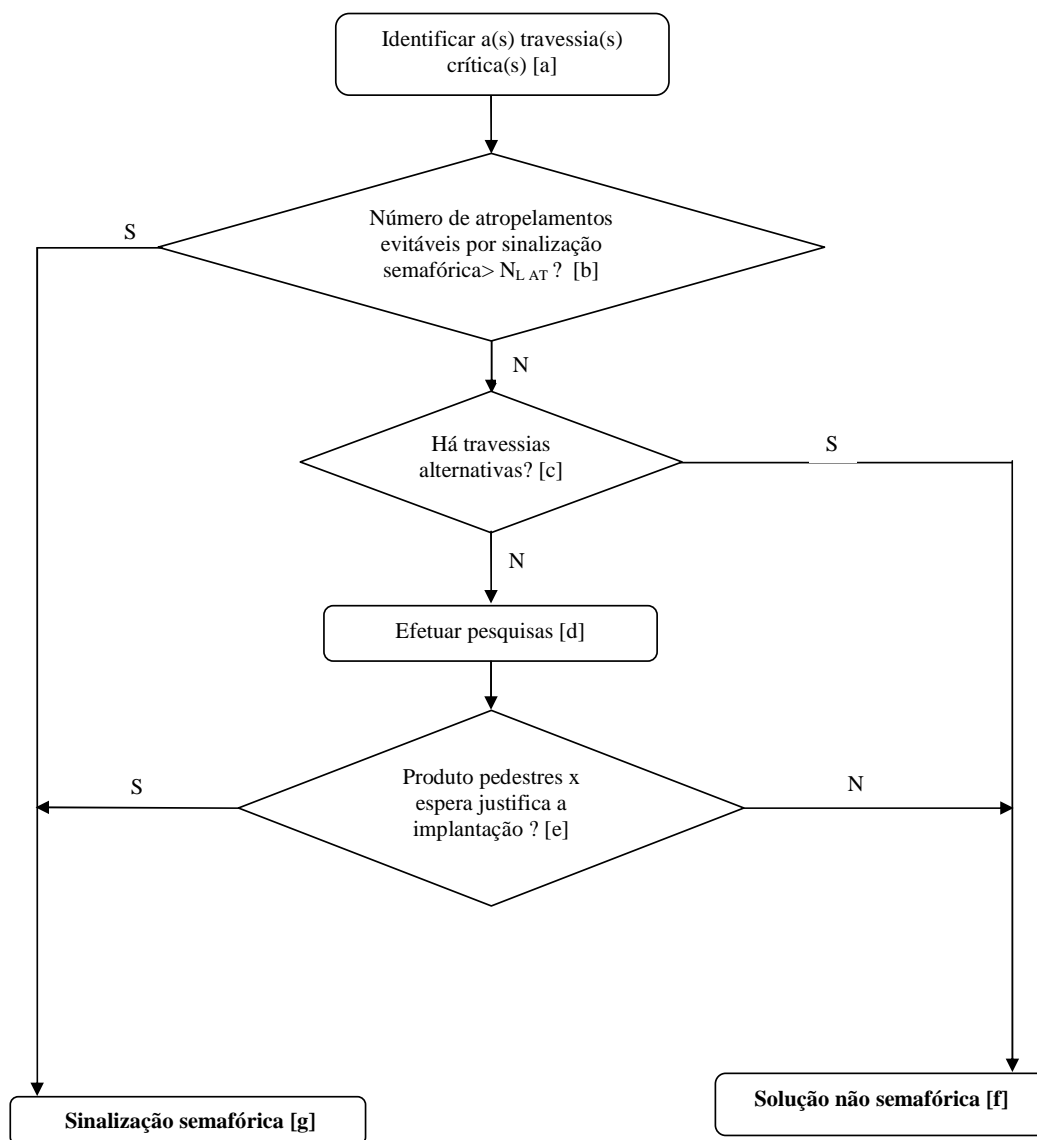 Identificar a(s) travessia(s)
crítica(s) [a]
Número de atropelamentos
evitáveis por sinalização
semafórica> NL AT ? [b]
S
N
Há travessias
alternativas? [c]
S
N
Efetuar pesquisas [d]
Produto pedestres x
espera justifica a
implantação ? [e]
S
N
Sinalização semafórica [g]
Solução não semafórica [f]